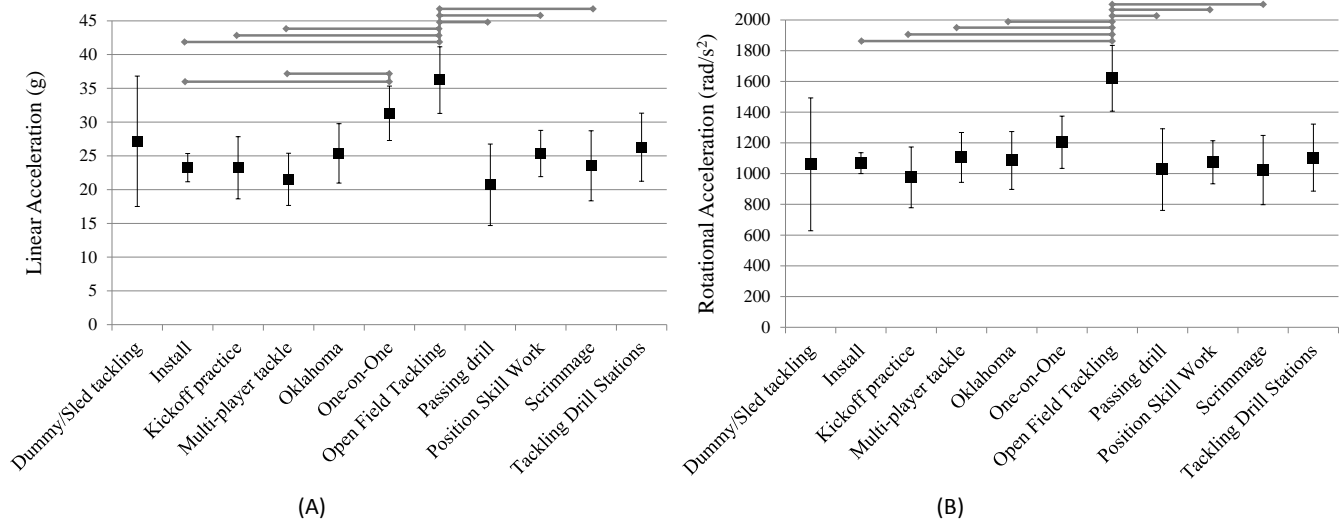 45
40
35
30
25
20
15
10
5
0
Linear Acceleration (g)
Dummy/Sled tackling
Install
Kickoff practice
Multi-player tackle
Oklahoma
One-on-One
Open Field Tackling
Passing drill
Position Skill Work
Scrimmage
Tackling Drill Stations
(A)
2000
1800
1600
1400
1200
1000
800
600
400
200
0
Rotational Acceleration (rad/s²)
Dummy/Sled tackling
Install
Kickoff practice
Multi-player tackle
Oklahoma
One-on-One
Open Field Tackling
Passing drill
Position Skill Work
Scrimmage
Tackling Drill Stations
(B)